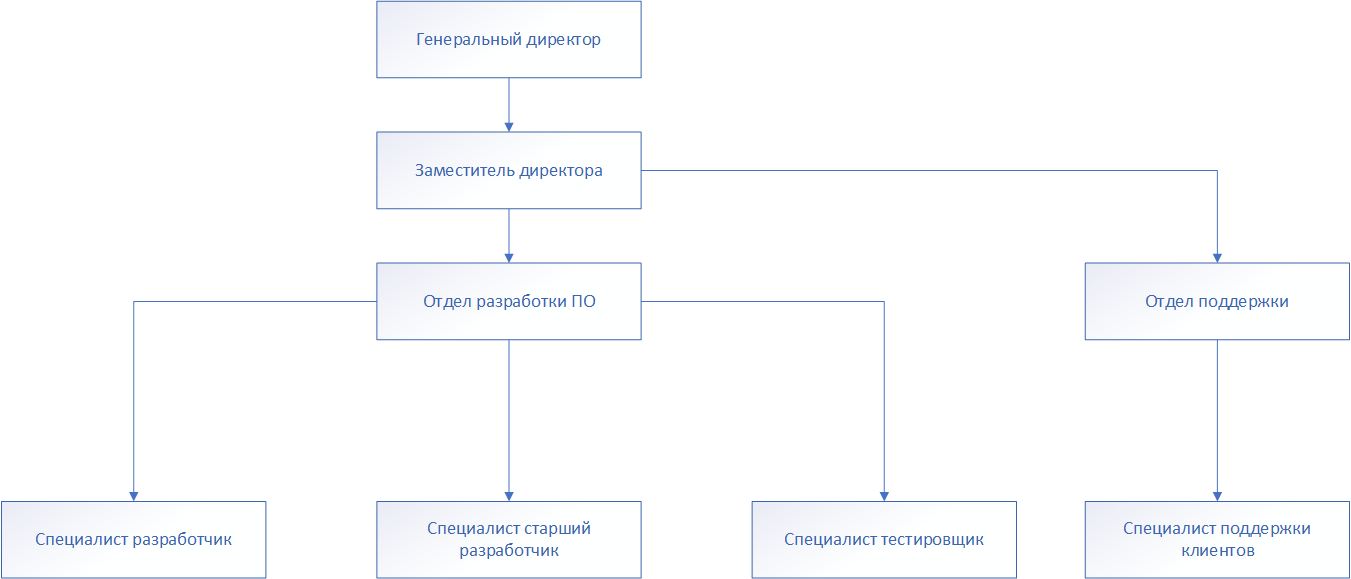 Генеральный директор
Заместитель директора
Отдел разработки ПО
Отдел поддержки
Специалист разработчик
Специалист старший
разработчик
Специалист тестировщик
Специалист поддержки
клиентов